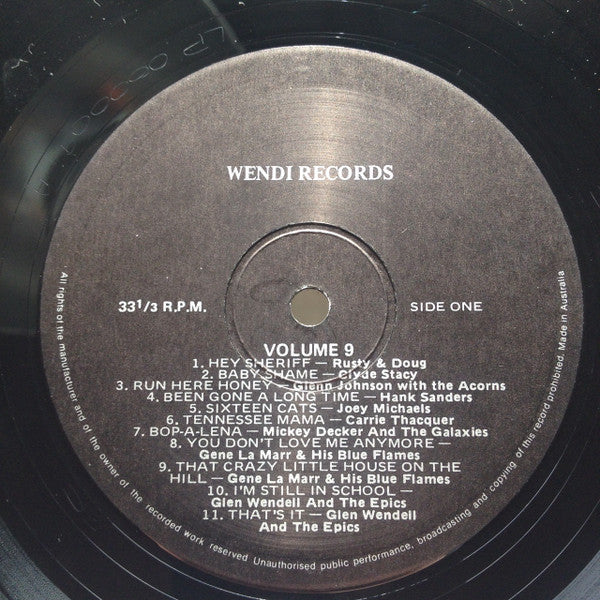 WENDI RECORDS
33 1/3 R.P.M.
SIDE ONE
VOLUME 9
1. HEY SHERIFF — Rusty & Doug
2. BABY SHAME — Clyde Stacy
3. RUN HERE HONEY — Glenn Johnson with the Acorns
4. BEEN GONE A LONG TIME — Hank Sanders
5. SIXTEEN CATS — Joey Michaels
6. TENNESSEE MAMA — Carrie Thacquer
7. BOP-A-LENA — Mickey Decker And The Galaxies
8. YOU DON'T LOVE ME ANYMORE —
Gene La Marr & His Blue Flames
9. THAT CRAZY LITTLE HOUSE ON THE
HILL — Gene La Marr & His Blue Flames
10. I'M STILL IN SCHOOL —
Glen Wendell And The Epics
11. THAT'S IT — Glen Wendell
And The Epics
All rights of the manufacturer and of the owner of the recorded work reserved Unauthorised public performance, broadcasting and copying of this record prohibited. Made in Australia